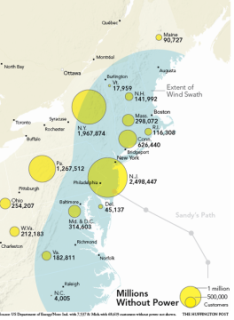 Québec
Maine
90,727
Montréal
North Bay
Augusta
Ottawa
Burlington
Vt.
17,959
Extent of
Wind Swath
N.H.
141,992
Toronto
Syracuse
Rochester
Buffalo
N.Y.
1,967,874
Mass.
298,072
Boston
R.I.
116,308
Conn.
626,440
Bridgeport
New York
Pa.
1,267,512
N.J.
2,498,447
Pittsburgh
Philadelphia
Ohio
254,207
Baltimore
Del.
45,137
Sandy's Path
Md. & D.C.
314,603
W.Va.
212,183
Charleston
Va.
182,811
Richmond
Norfolk
Raleigh
N.C.
4,005
Millions
Without Power
1 million
500,000
Customers
THE HUFFINGTON POST